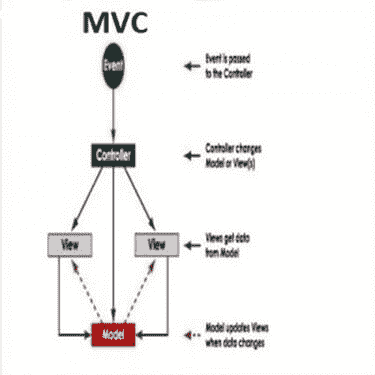 MVC
Event
Event is passed
to the Controller
Controller
Controller changes
Model or View(s)
View
View
Views get data
from Model
Model
Model updates Views
when data changes